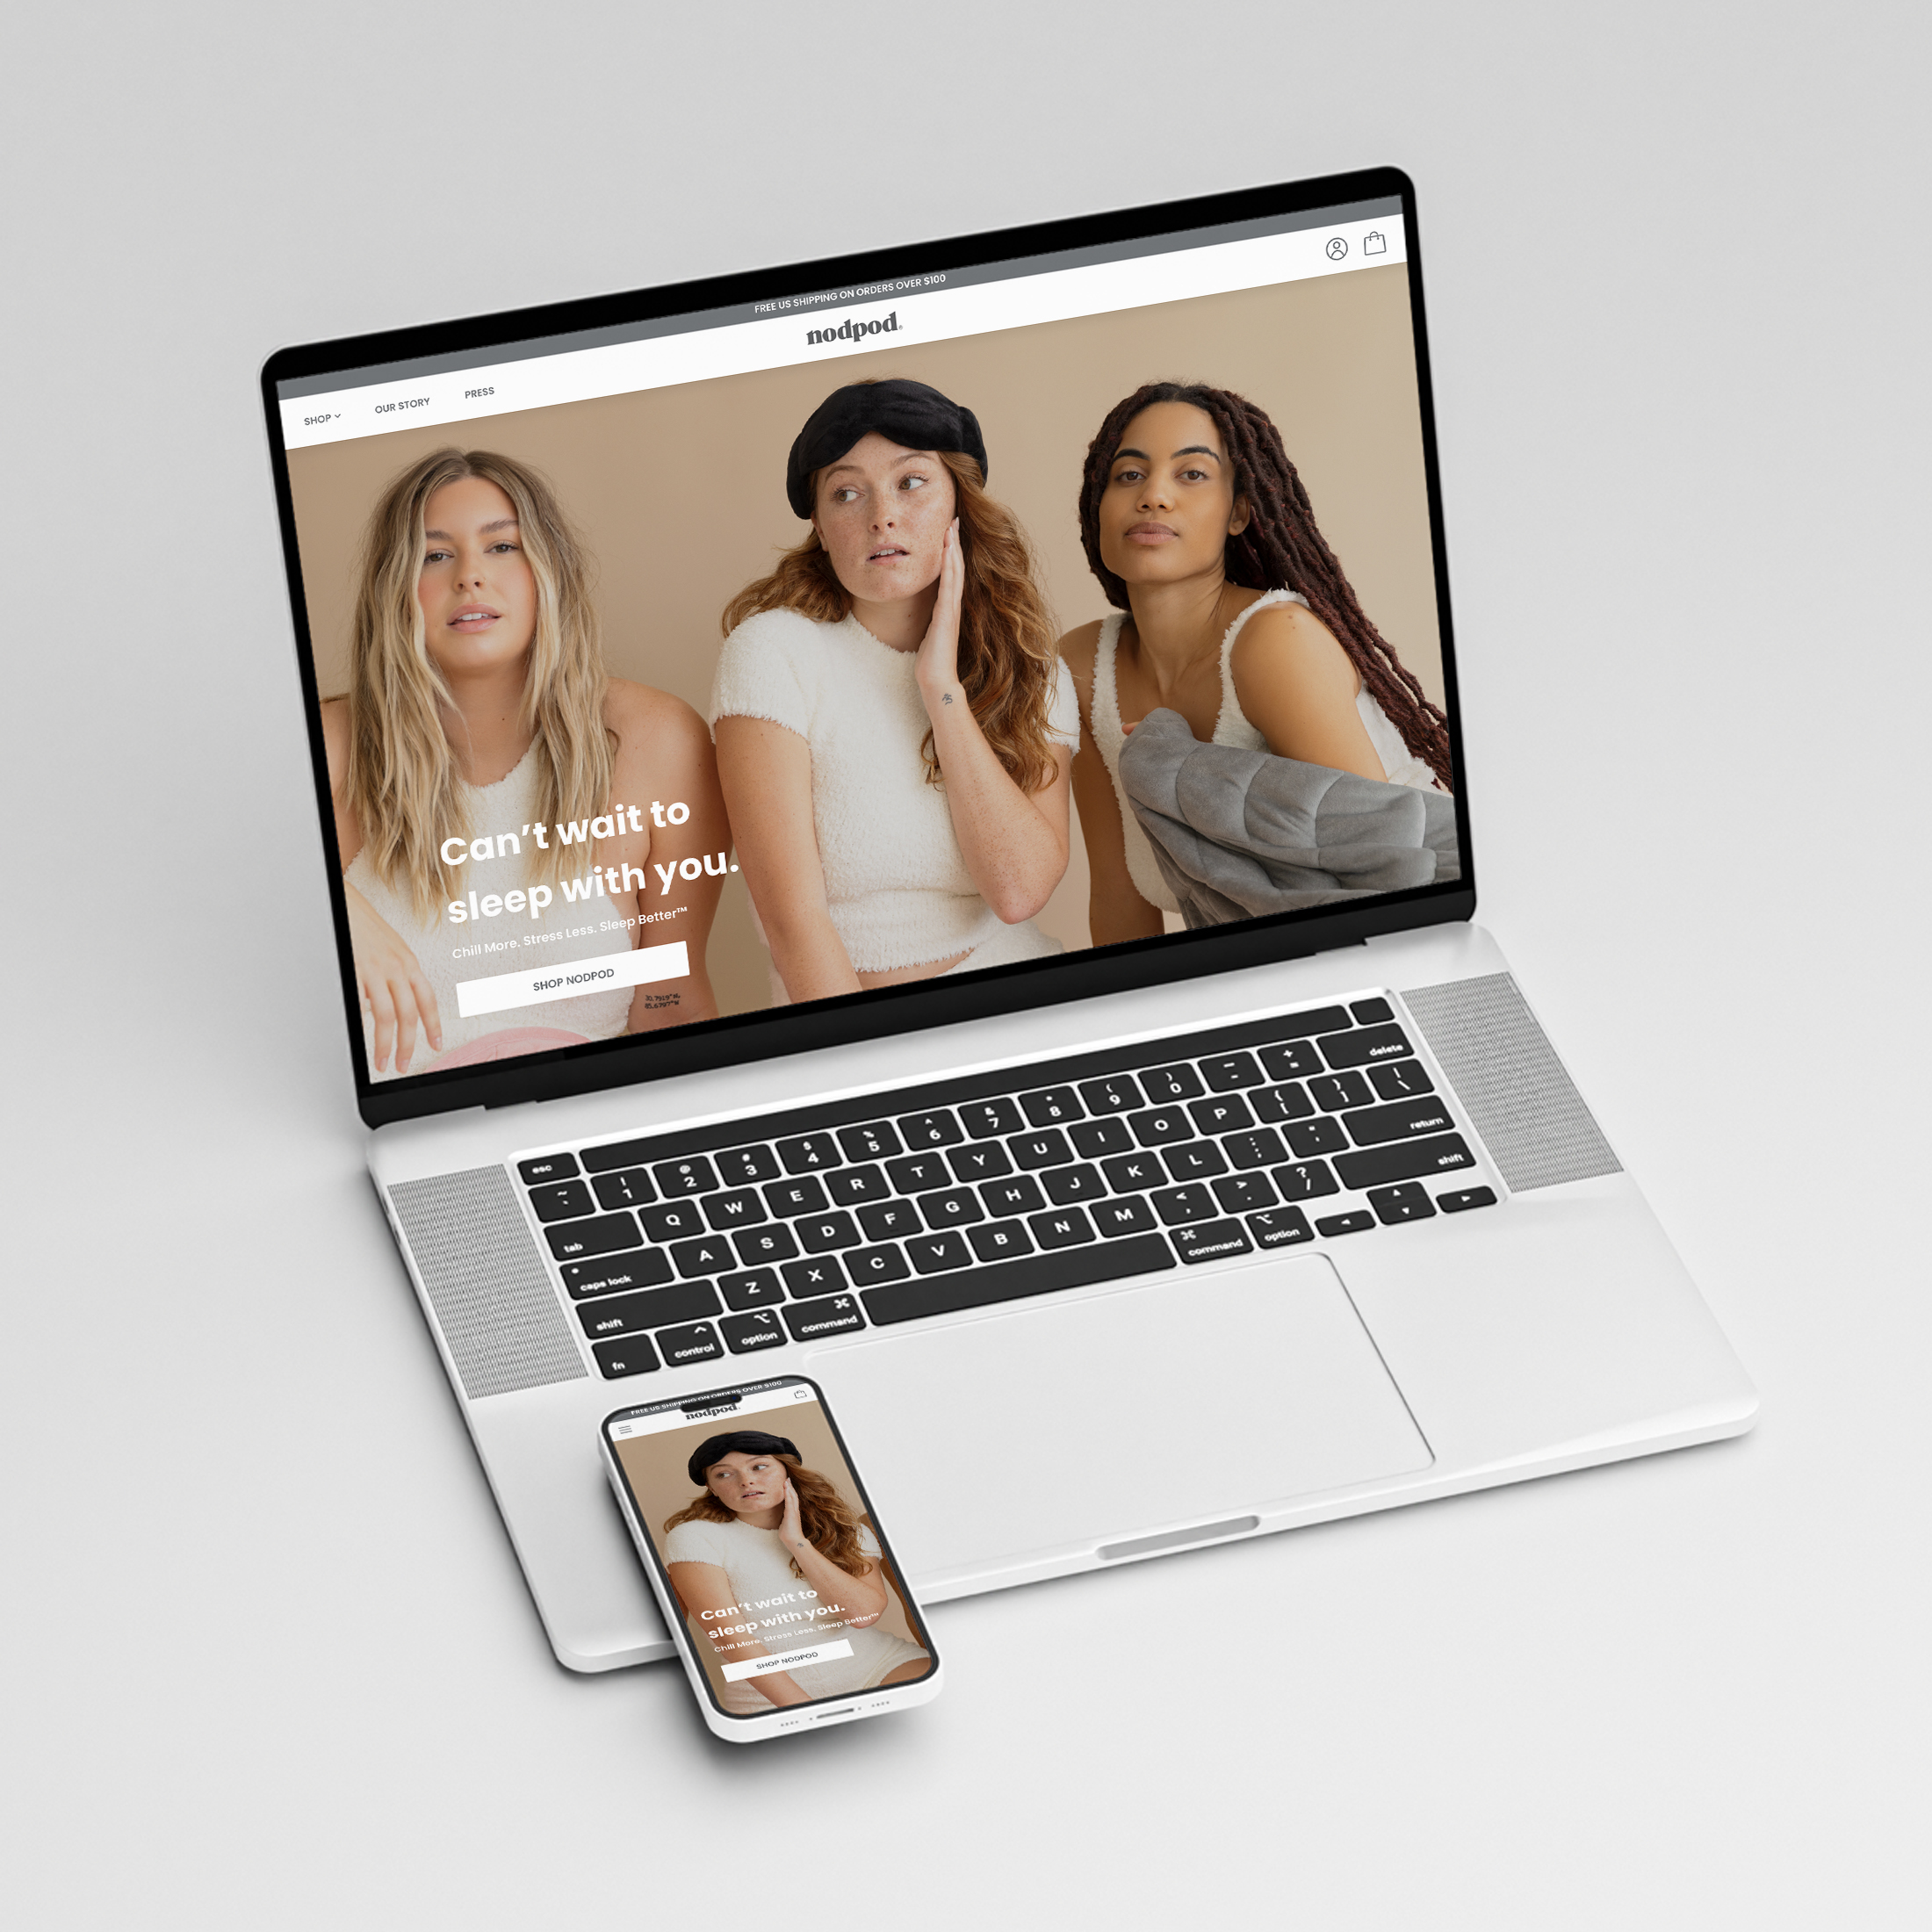 FREE US SHIPPING ON ORDERS OVER $100
nodpod®
SHOP
OUR STORY
PRESS
Can't wait to
sleep with you.
Chill More. Stress Less. Sleep Better™
SHOP NODPOD
esc
~ `
! 1
@ 2
# 3
$ 4
% 5
^ 6
& 7
* 8
( 9
) 0
_ -
+ =
delete
tab
Q W E R T Y U I O P { [ } ] | \
caps lock
A S D F G H J K L : ; " '
return
shift
Z X C V B N M < , > . ? /
shift
fn
control
option
command
command
option
FREE US SHIPPING ON ORDERS OVER $100
nodpod
Can't wait to
sleep with you.
Chill More. Stress Less. Sleep Better™
SHOP NODPOD